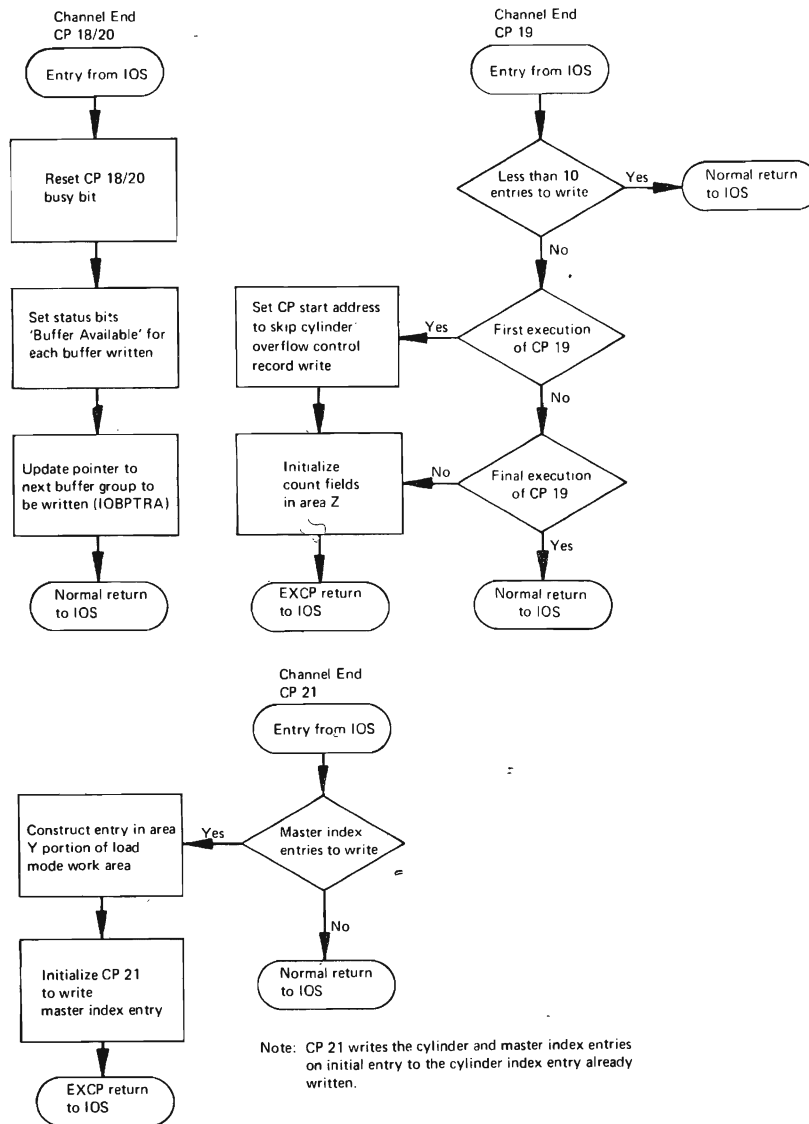 Channel End
CP 18/20
Entry from IOS
Reset CP 18/20
busy bit
Set status bits
'Buffer Available' for
each buffer written
Update pointer to
next buffer group to
be written (IOBPTRA)
Normal return
to IOS
Channel End
CP 19
Entry from IOS
Less than 10
entries to write
Yes
Normal return
to IOS
No
First execution
of CP 19
Yes
Set CP start address
to skip cylinder
overflow control
record write
No
Final execution
of CP 19
No
Initialize
count fields
in area Z
Yes
EXCP return
to IOS
Normal return
to IOS
Channel End
CP 21
Entry from IOS
Master index
entries to write
Yes
Construct entry in area
Y portion of load
mode work area
No
Initialize CP 21
to write
master index entry
Normal return
to IOS
EXCP return
to IOS
Note: CP 21 writes the cylinder and master index entries
on initial entry to the cylinder index entry already
written.